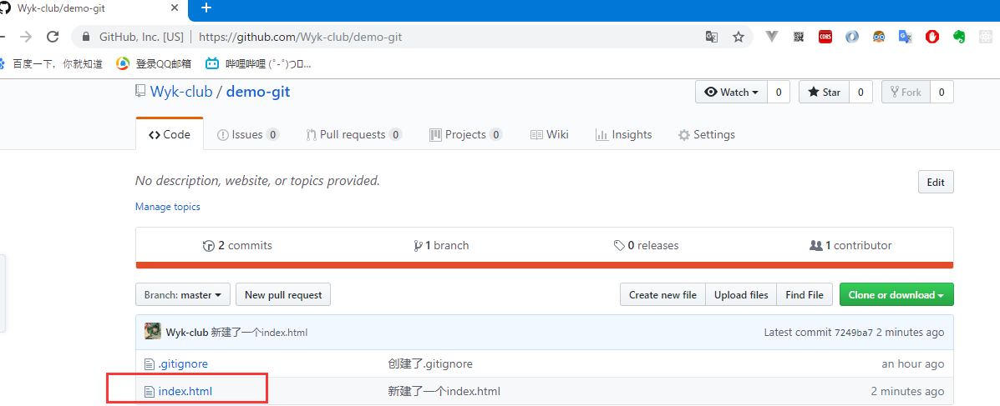 Wyk-club/demo-git
GitHub, Inc. [US] | https://github.com/Wyk-club/demo-git
百度一下，你就知道 登录QQ邮箱 哔哩哔哩 (゜-゜)つ...
Wyk-club / demo-git Watch 0 Star 0 Fork 0
Code Issues 0 Pull requests 0 Projects 0 Wiki Insights Settings
No description, website, or topics provided. Edit
Manage topics
2 commits 1 branch 0 releases 1 contributor
Branch: master New pull request Create new file Upload files Find File Clone or download
Wyk-club 新建了一个index.html Latest commit 7249ba7 2 minutes ago
.gitignore 创建了.gitignore an hour ago
index.html 新建了一个index.html 2 minutes ago